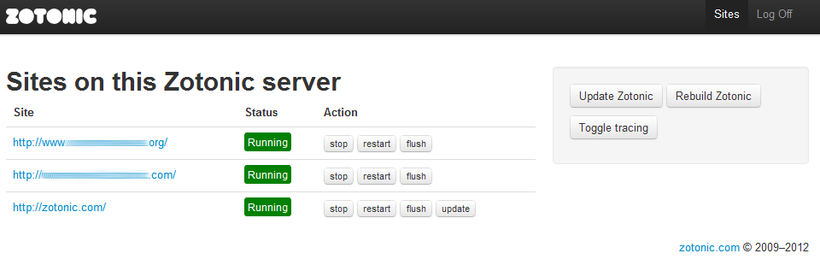 ZOTONIC
Sites Log Off
Sites on this Zotonic server
Site Status Action
http://www .org/ Running stop restart flush
http:// .com/ Running stop restart flush
http://zotonic.com/ Running stop restart flush update
Update Zotonic Rebuild Zotonic
Toggle tracing
zotonic.com © 2009–2012